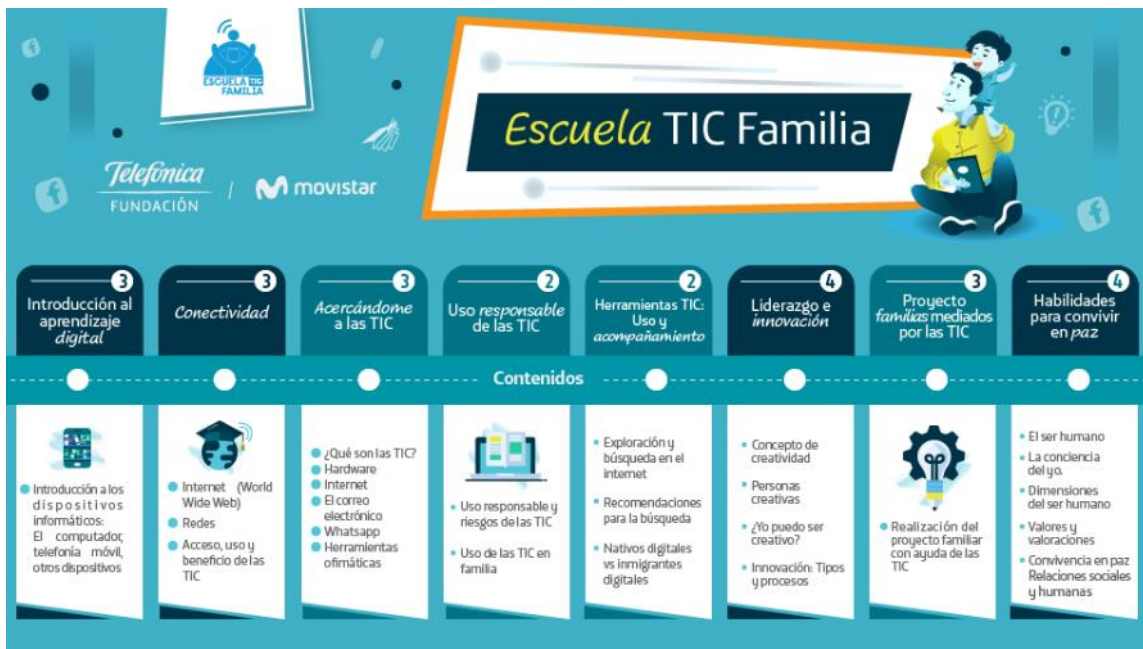 ESCUELA TIC
FAMILIA
Telefónica
FUNDACIÓN
movistar
Escuela TIC Familia
3
Introducción al
aprendizaje
digital
3
Conectividad
3
Acercándome
a las TIC
2
Uso responsable
de las TIC
2
Herramientas TIC:
Uso y
acompañamiento
4
Liderazgo e
innovación
3
Proyecto
familias mediados
por las TIC
4
Habilidades
para convivir
en paz
Contenidos
Introducción a los
dispositivos
informáticos:
El computador,
telefonía móvil,
otros dispositivos
Internet (World
Wide Web)
Redes
Acceso, uso y
beneficio de las
TIC
¿Qué son las TIC?
Hardware
Internet
El correo
electrónico
Whatsapp
Herramientas
ofimáticas
Uso responsable y
riesgos de las TIC
Uso de las TIC en
familia
Exploración y
búsqueda en el
internet
Recomendaciones
para la búsqueda
Nativos digitales
vs inmigrantes
digitales
Concepto de
creatividad
Personas
creativas
¿Yo puedo ser
creativo?
Innovación: Tipos
y procesos
Realización del
proyecto familiar
con ayuda de las
TIC
El ser humano
La conciencia
del yo.
Dimensiones
del ser humano
Valores y
valoraciones
Convivencia en paz
Relaciones sociales
y humanas